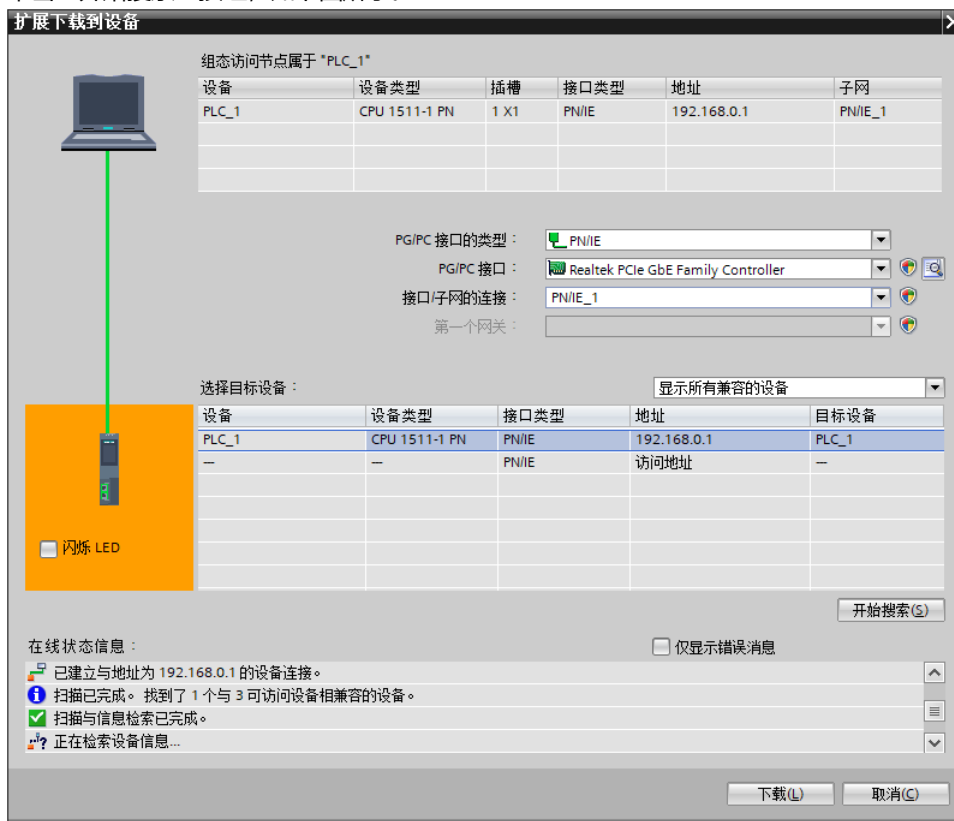 扩展下载到设备
组态访问节点属于 "PLC_1"
设备 设备类型 插槽 接口类型 地址 子网
PLC_1 CPU 1511-1 PN 1 X1 PN/IE 192.168.0.1 PN/IE_1
PG/PC 接口的类型： PN/IE
PG/PC 接口： Realtek PCIe GbE Family Controller
接口/子网的连接： PN/IE_1
第一个网关：
选择目标设备： 显示所有兼容的设备
设备 设备类型 接口类型 地址 目标设备
PLC_1 CPU 1511-1 PN PN/IE 192.168.0.1 PLC_1
— — PN/IE 访问地址 —
闪烁 LED
开始搜索(S)
在线状态信息： 仅显示错误消息
已建立与地址为 192.168.0.1 的设备连接。
扫描已完成。 找到了 1 个与 3 可访问设备相兼容的设备。
扫描与信息检索已完成。
正在检索设备信息...
下载(L) 取消(C)